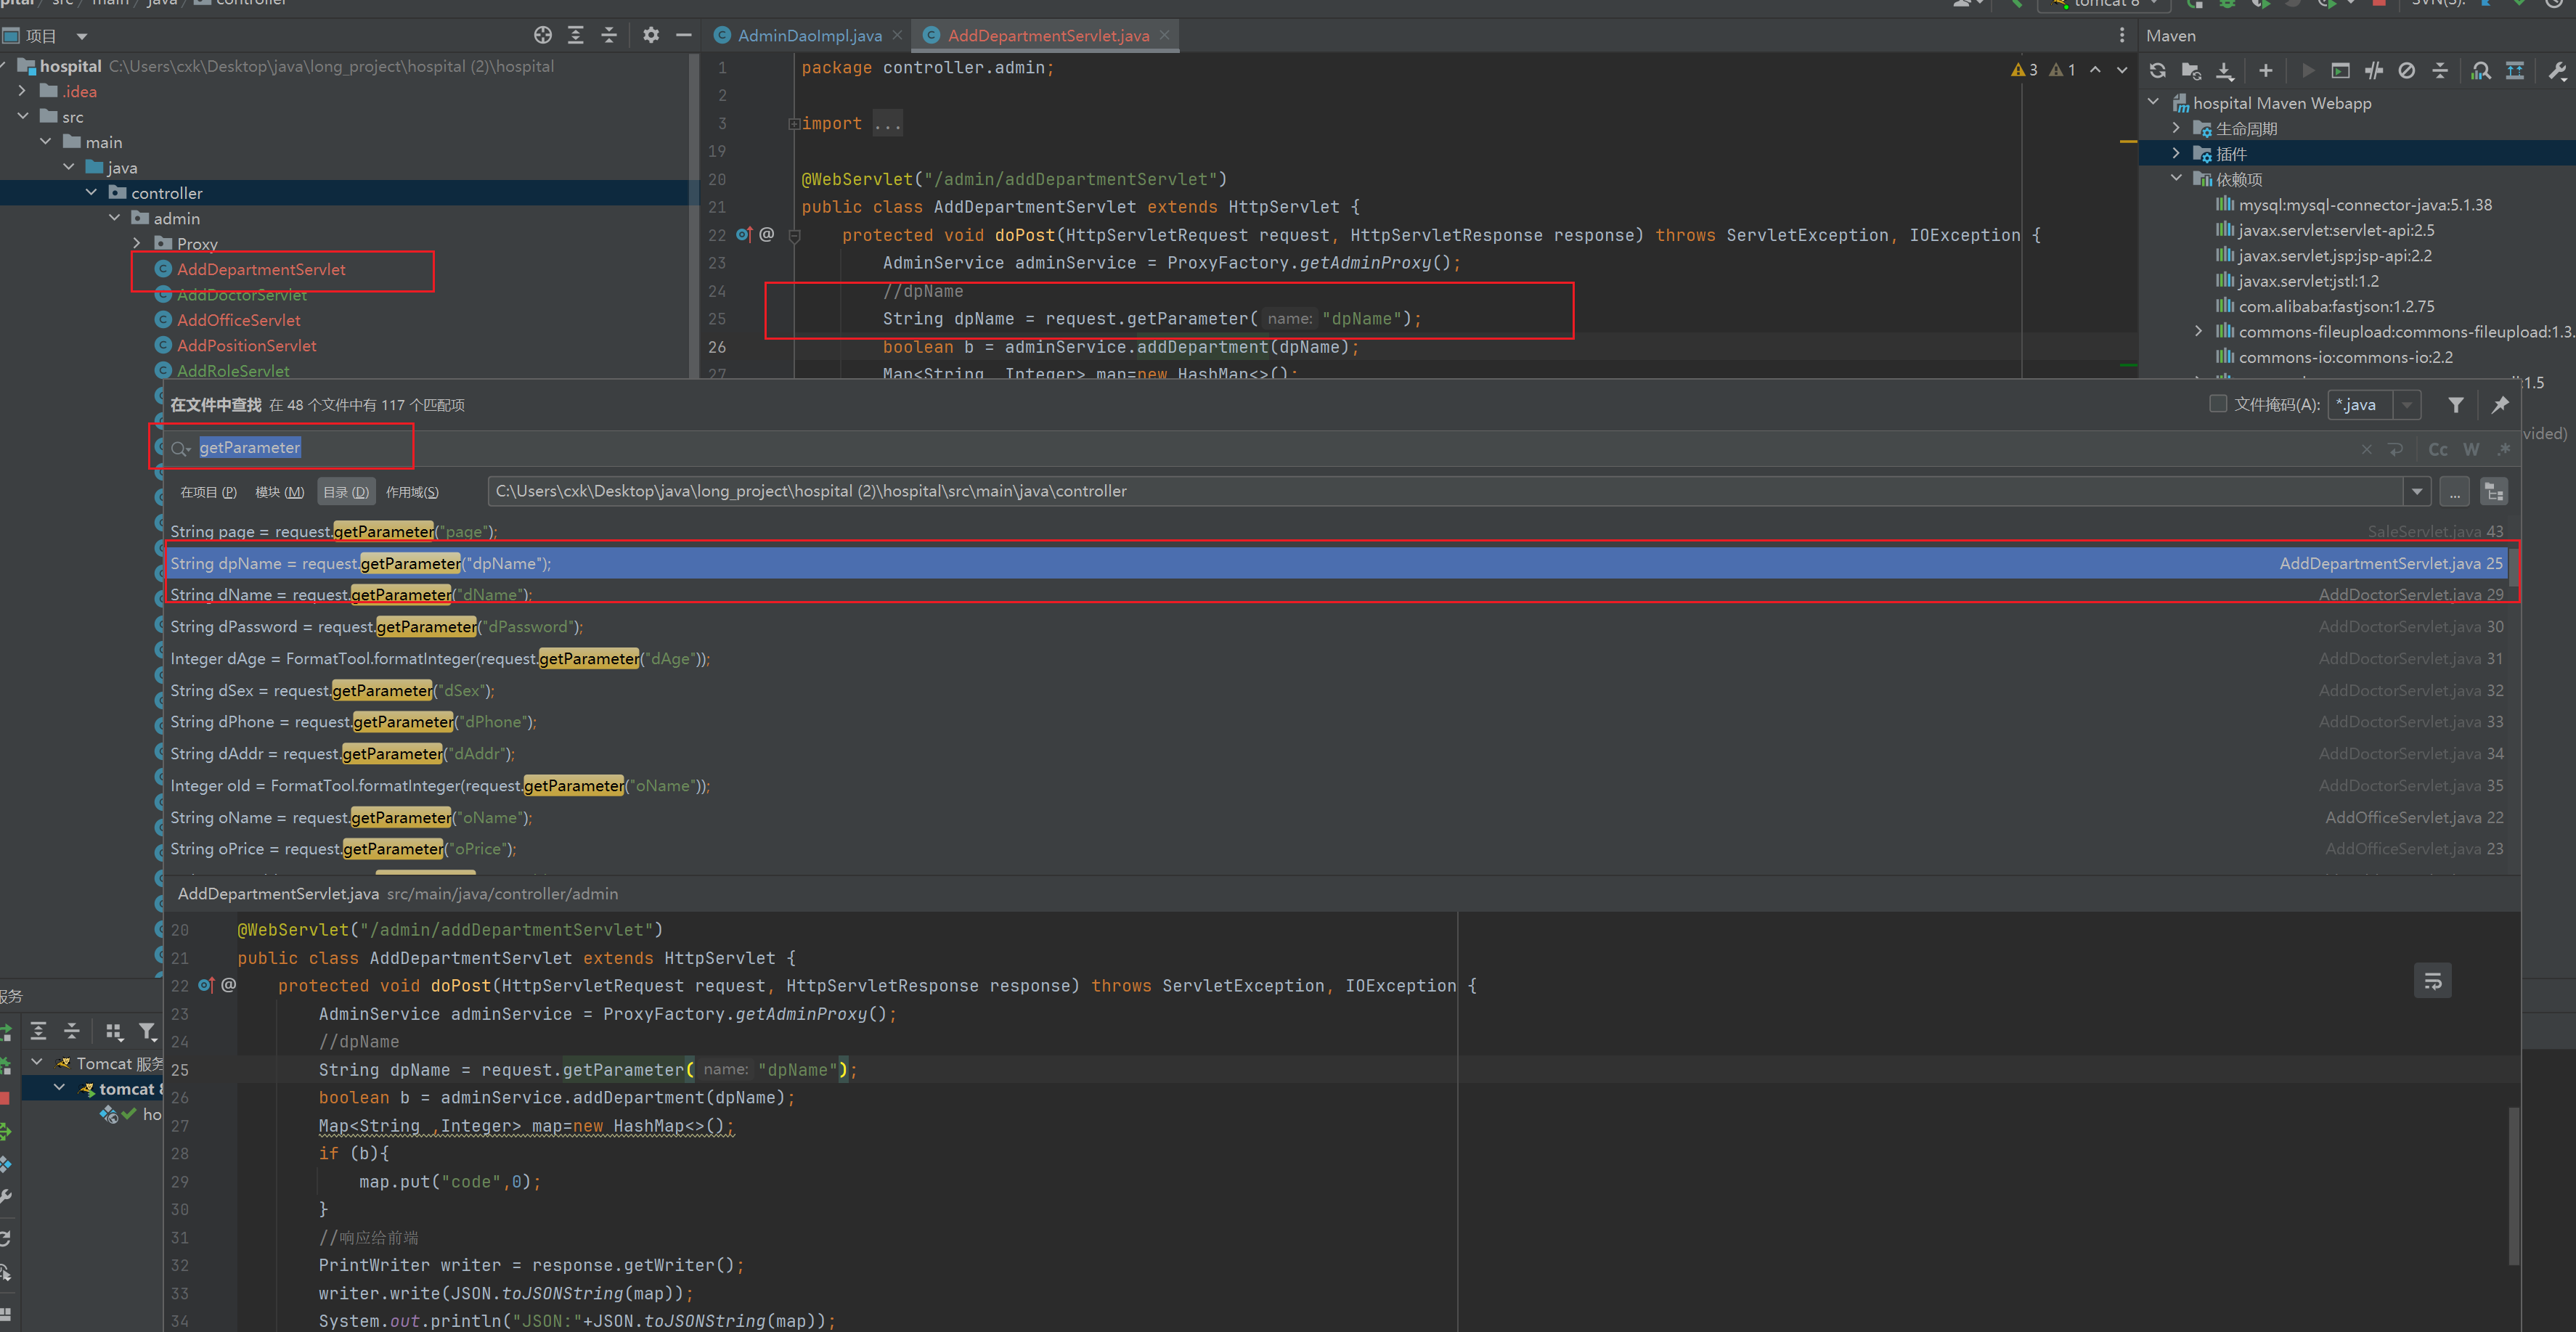 pital / src / main / java / controller
tomcat 8
SVN(S):
项目
AdminDaoImpl.java
AddDepartmentServlet.java
Maven
hospital C:\Users\cxk\Desktop\java\long_project\hospital (2)\hospital
.idea
src
main
java
controller
admin
Proxy
AddDepartmentServlet
AddDoctorServlet
AddOfficeServlet
AddPositionServlet
AddRoleServlet
1 package controller.admin;
2
3 import ...
19
20 @WebServlet("/admin/addDepartmentServlet")
21 public class AddDepartmentServlet extends HttpServlet {
22 @ protected void doPost(HttpServletRequest request, HttpServletResponse response) throws ServletException, IOException {
23 AdminService adminService = ProxyFactory.getAdminProxy();
24 //dpName
25 String dpName = request.getParameter( name: "dpName");
26 boolean b = adminService.addDepartment(dpName);
27 Map<String ,Integer> map=new HashMap<>();
3 1
hospital Maven Webapp
生命周期
插件
依赖项
mysql:mysql-connector-java:5.1.38
javax.servlet:servlet-api:2.5
javax.servlet.jsp:jsp-api:2.2
javax.servlet:jstl:1.2
com.alibaba:fastjson:1.2.75
commons-fileupload:commons-fileupload:1.3.
commons-io:commons-io:2.2
:1.5
vided)
在文件中查找 在 48 个文件中有 117 个匹配项
文件掩码(A): *.java
getParameter
Cc W .*
在项目 (P) 模块 (M) 目录 (D) 作用域(S) C:\Users\cxk\Desktop\java\long_project\hospital (2)\hospital\src\main\java\controller ...
String page = request.getParameter("page"); SaleServlet.java 43
String dpName = request.getParameter("dpName"); AddDepartmentServlet.java 25
String dName = request.getParameter("dName"); AddDoctorServlet.java 29
String dPassword = request.getParameter("dPassword"); AddDoctorServlet.java 30
Integer dAge = FormatTool.formatInteger(request.getParameter("dAge")); AddDoctorServlet.java 31
String dSex = request.getParameter("dSex"); AddDoctorServlet.java 32
String dPhone = request.getParameter("dPhone"); AddDoctorServlet.java 33
String dAddr = request.getParameter("dAddr"); AddDoctorServlet.java 34
Integer oId = FormatTool.formatInteger(request.getParameter("oName")); AddDoctorServlet.java 35
String oName = request.getParameter("oName"); AddOfficeServlet.java 22
String oPrice = request.getParameter("oPrice"); AddOfficeServlet.java 23
AddDepartmentServlet.java src/main/java/controller/admin
20 @WebServlet("/admin/addDepartmentServlet")
21 public class AddDepartmentServlet extends HttpServlet {
22 @ protected void doPost(HttpServletRequest request, HttpServletResponse response) throws ServletException, IOException {
23 AdminService adminService = ProxyFactory.getAdminProxy();
24 //dpName
25 String dpName = request.getParameter( name: "dpName");
26 boolean b = adminService.addDepartment(dpName);
27 Map<String ,Integer> map=new HashMap<>();
28 if (b){
29 map.put("code",0);
30 }
31 //响应给前端
32 PrintWriter writer = response.getWriter();
33 writer.write(JSON.toJSONString(map));
34 System.out.println("JSON:"+JSON.toJSONString(map));
服务
Tomcat 服务
tomcat 8
ho